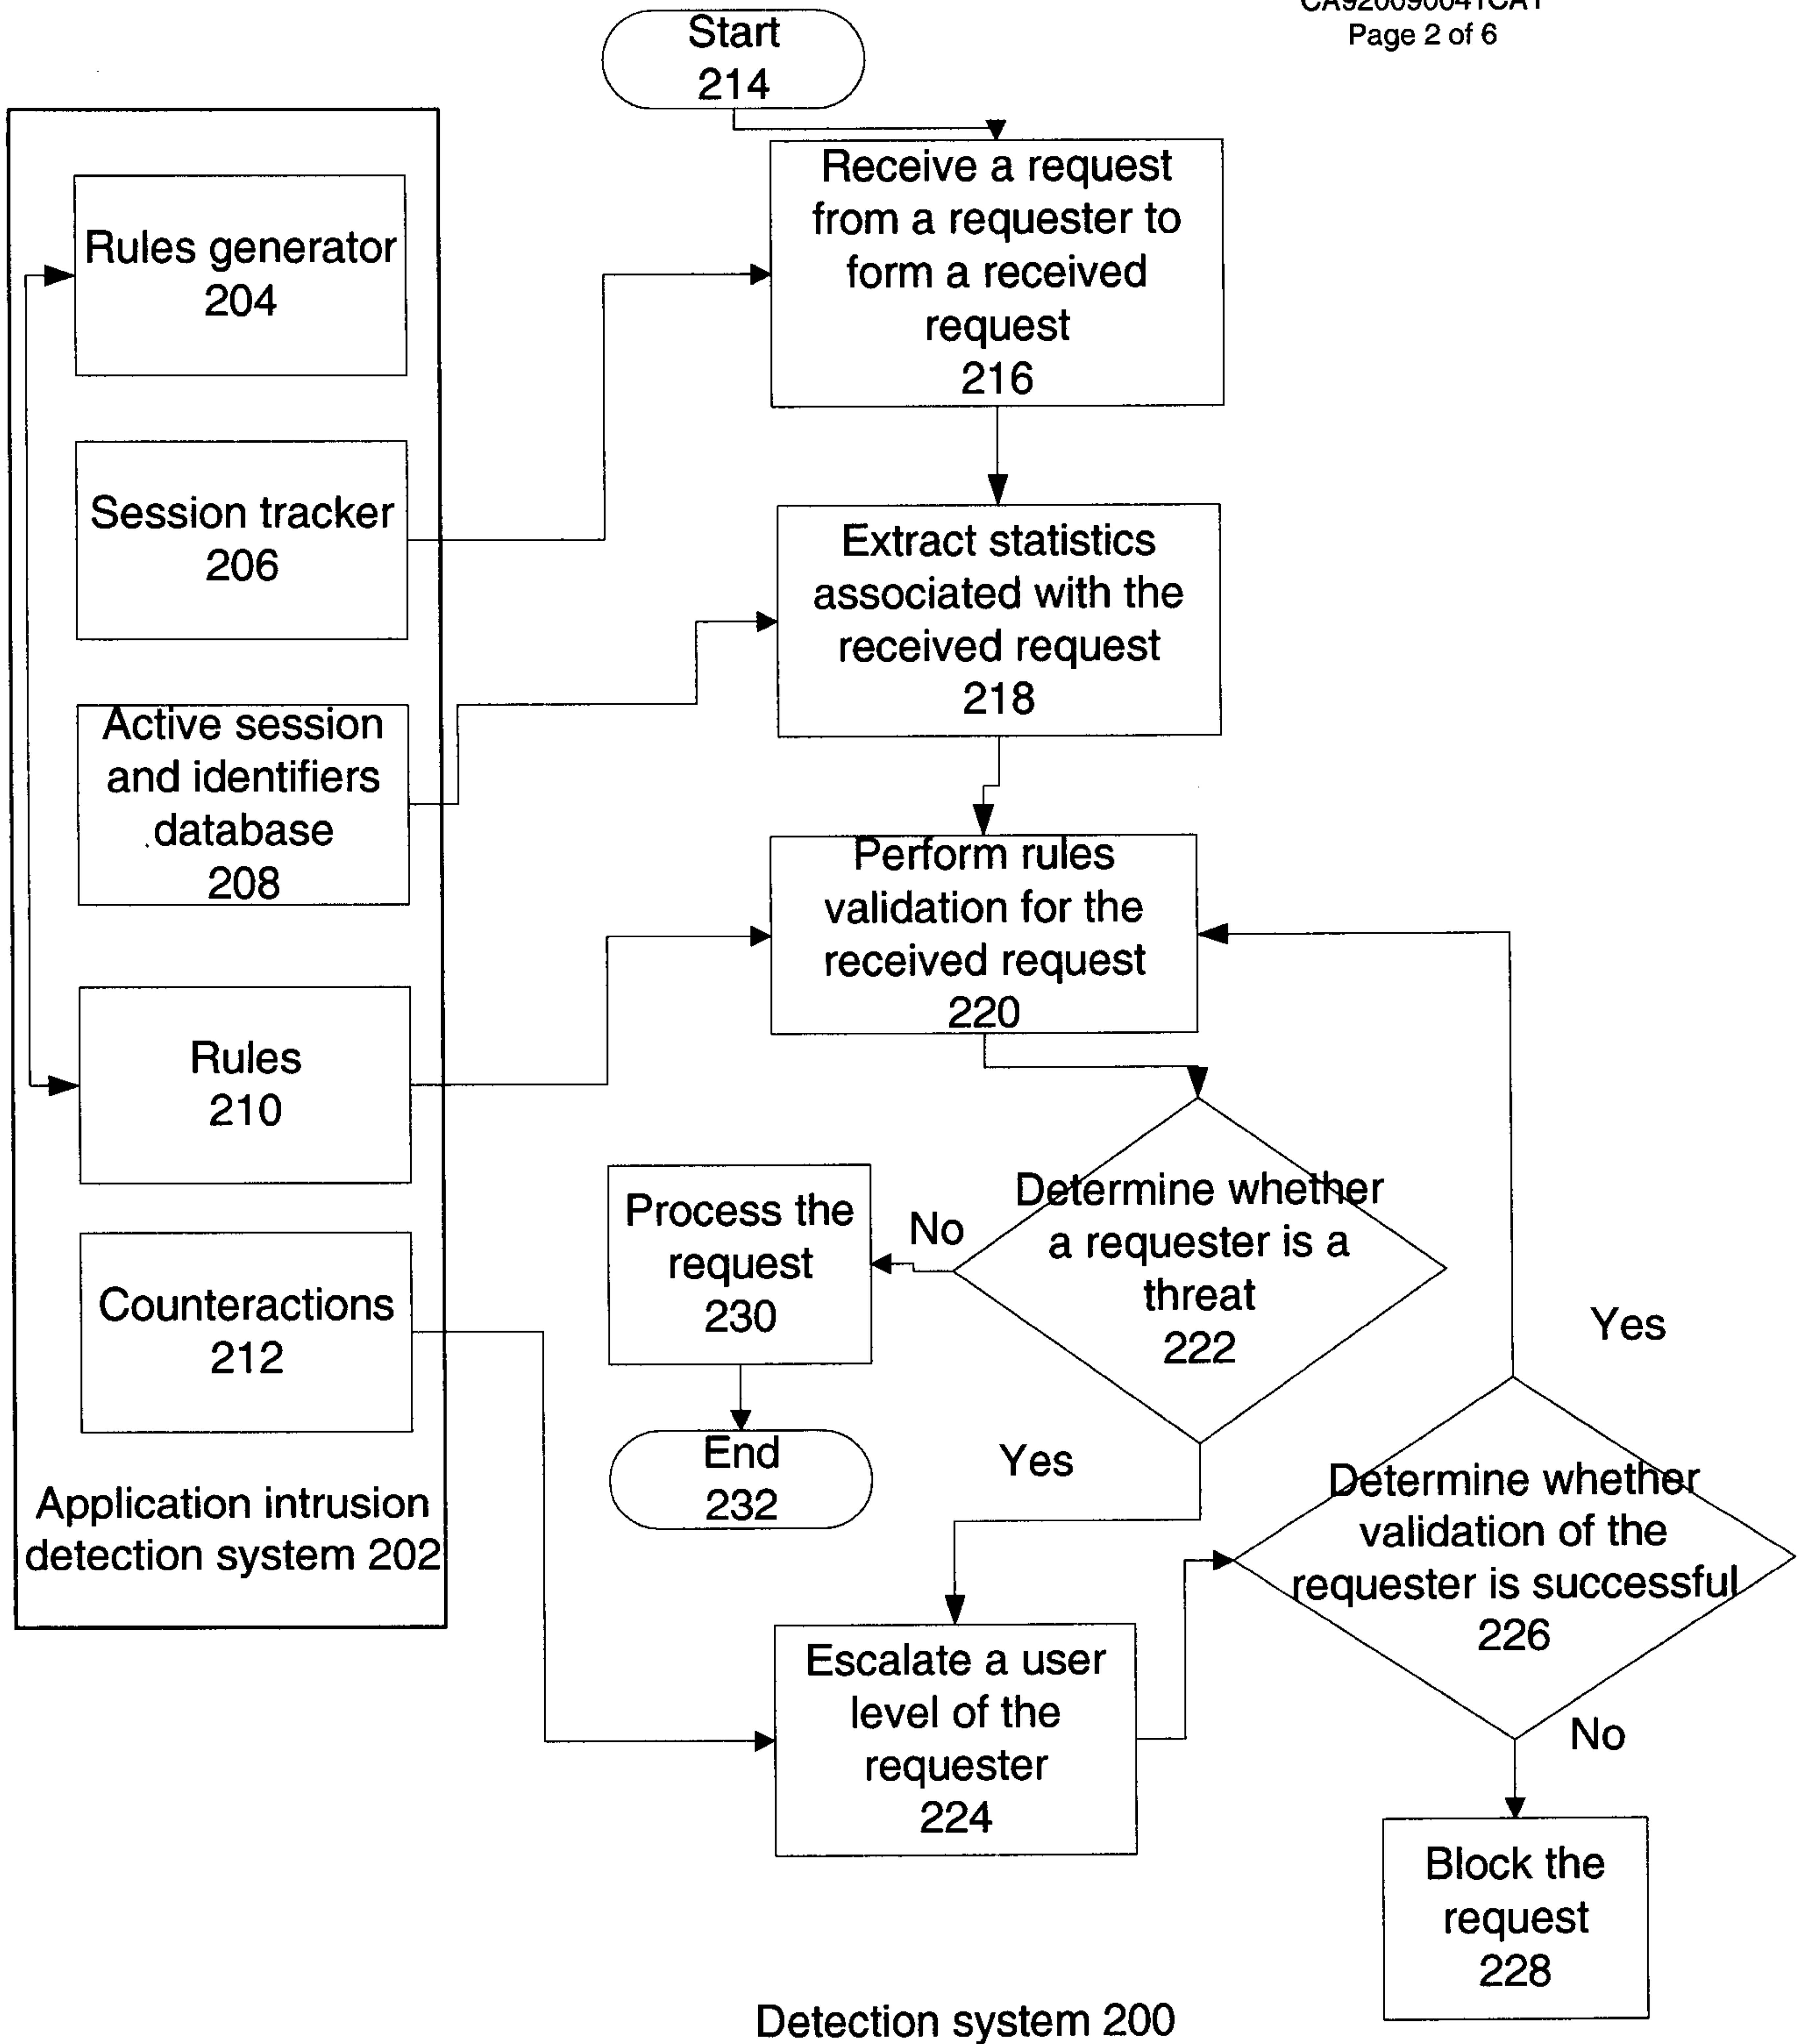 CA920090041CA1
Page 2 of 6
Start
214
Receive a request
from a requester to
form a received
request
216
Rules generator
204
Session tracker
206
Extract statistics
associated with the
received request
218
Active session
and identifiers
database
208
Perform rules
validation for the
received request
220
Rules
210
Determine whether
a requester is a
threat
222
No
Process the
request
230
Counteractions
212
Yes
End
232
Yes
Application intrusion
detection system 202
Determine whether
validation of the
requester is successful
226
Escalate a user
level of the
requester
224
No
Block the
request
228
Detection system 200